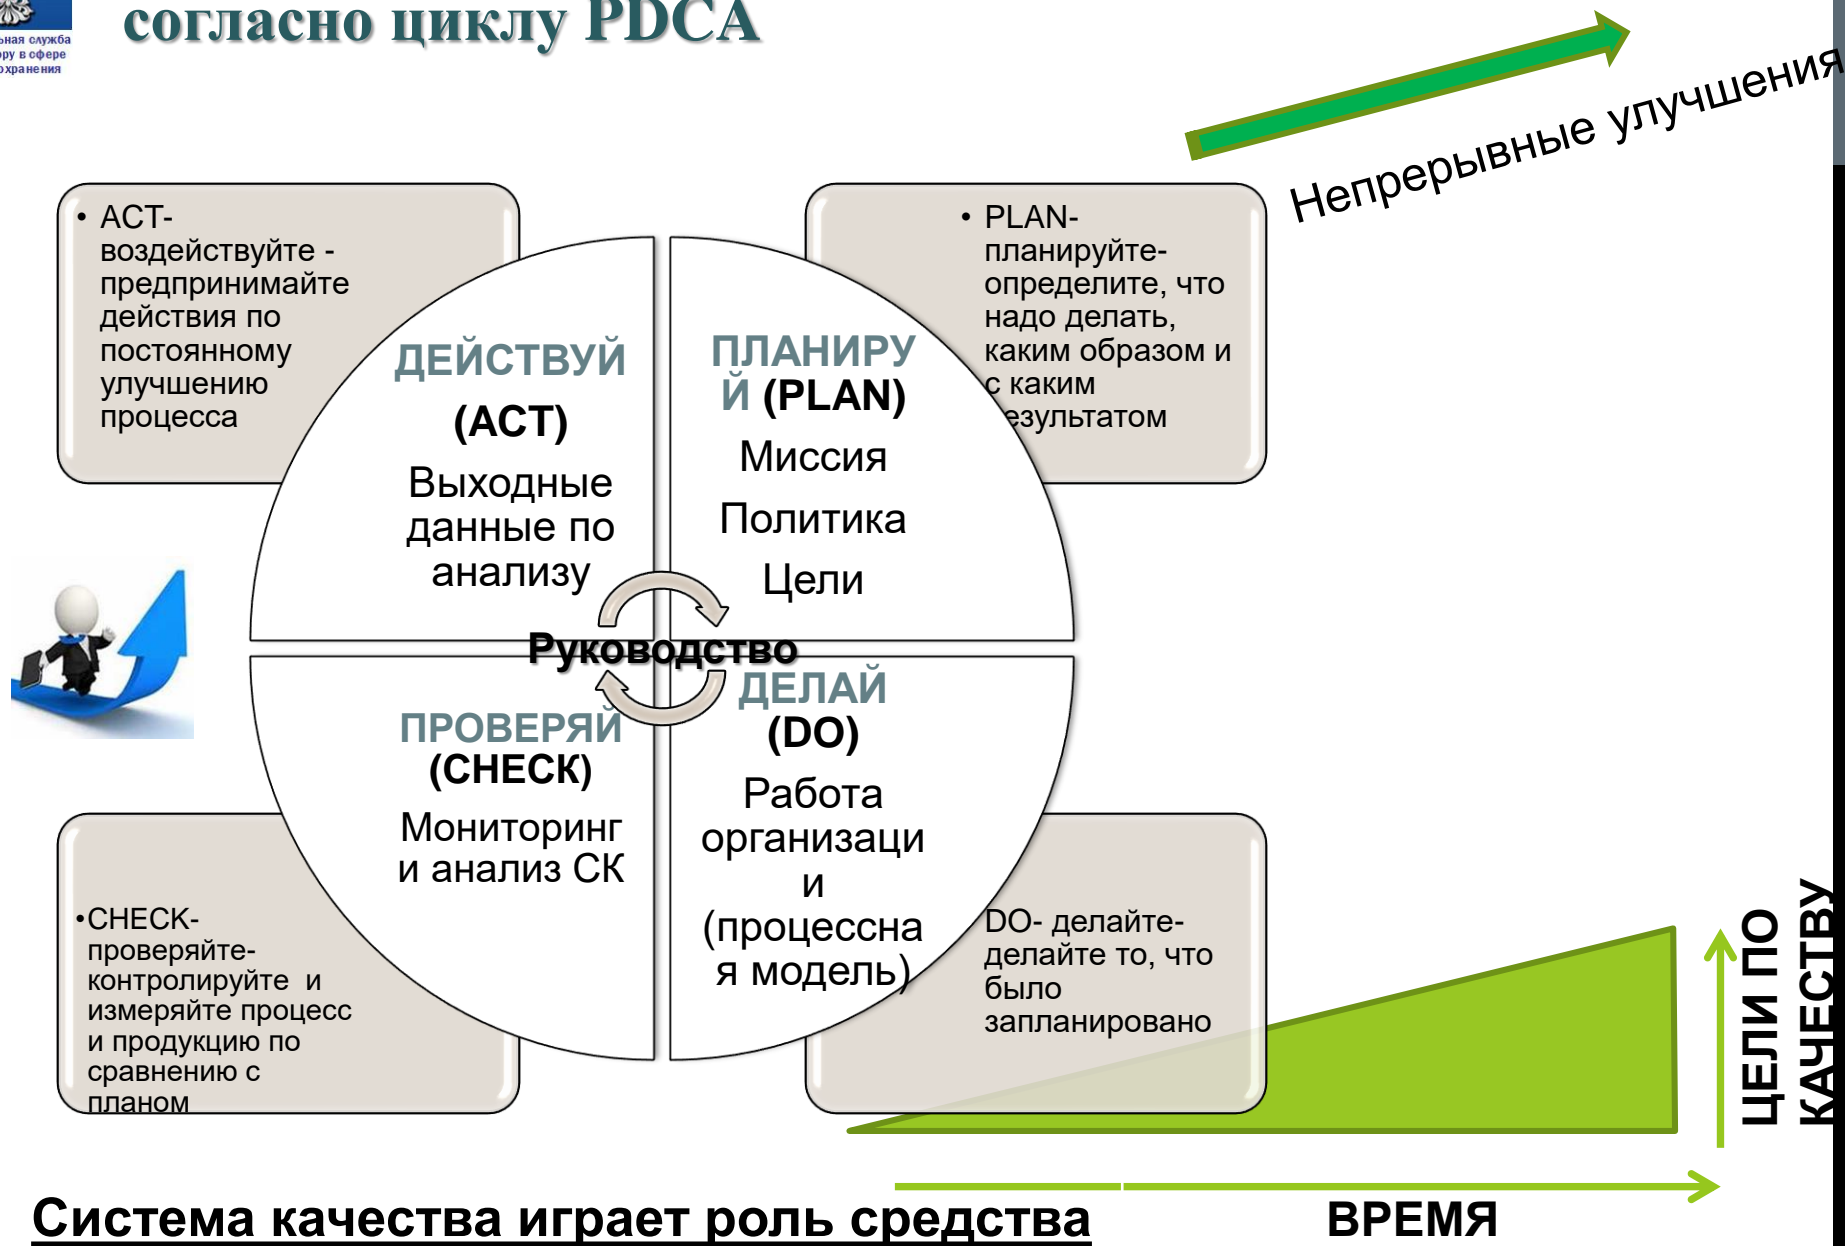 согласно циклу PDCA
Непрерывные улучшения
• ACT-
воздействуйте -
предпринимайте
действия по
постоянному
улучшению
процесса
• PLAN-
планируйте-
определите, что
надо делать,
каким образом и
с каким
езультатом
ДЕЙСТВУЙ
(ACT)
Выходные
данные по
анализу
ПЛАНИРУ
Й (PLAN)
Миссия
Политика
Цели
Руководство
ПРОВЕРЯЙ
(CHECK)
Мониторинг
и анализ СК
ДЕЛАЙ
(DO)
Работа
организаци
и
(процессна
я модель)
•CHECK-
проверяйте-
контролируйте и
измеряйте процесс
и продукцию по
сравнению с
планом
DO- делайте-
делайте то, что
было
запланировано
ЦЕЛИ ПО
КАЧЕСТВУ
ВРЕМЯ
Система качества играет роль средства